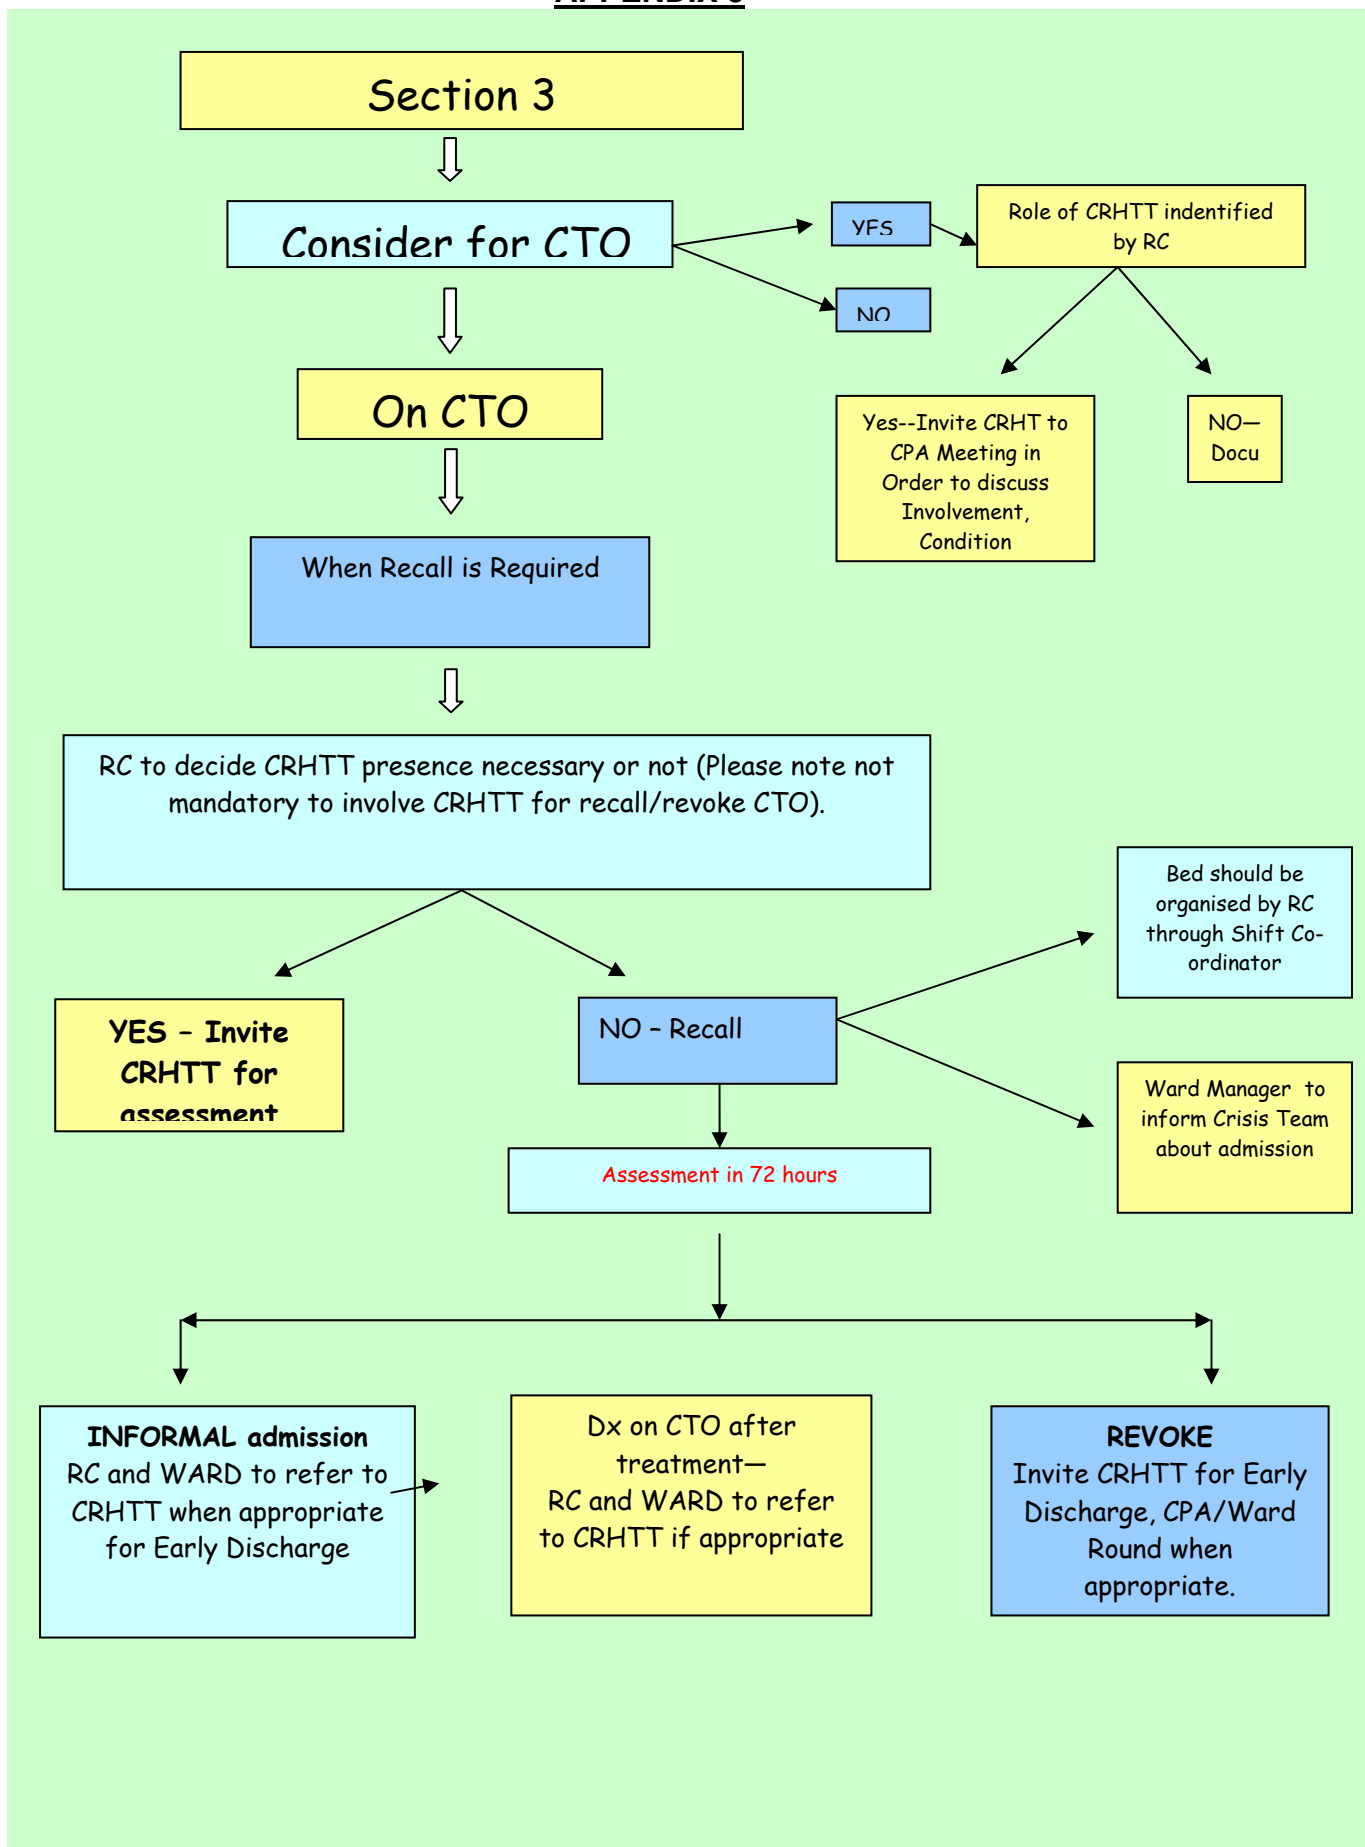 Section 3
Consider for CTO
YES
NO
Role of CRHTT indentified
by RC
On CTO
Yes--Invite CRHT to
CPA Meeting in
Order to discuss
Involvement,
Condition
NO—
Docu
When Recall is Required
RC to decide CRHTT presence necessary or not (Please note not
mandatory to involve CRHTT for recall/revoke CTO).
Bed should be
organised by RC
through Shift Co-
ordinator
YES – Invite
CRHTT for
assessment
NO – Recall
Ward Manager to
inform Crisis Team
about admission
Assessment in 72 hours
INFORMAL admission
RC and WARD to refer to
CRHTT when appropriate
for Early Discharge
Dx on CTO after
treatment—
RC and WARD to refer
to CRHTT if appropriate
REVOKE
Invite CRHTT for Early
Discharge, CPA/Ward
Round when
appropriate.